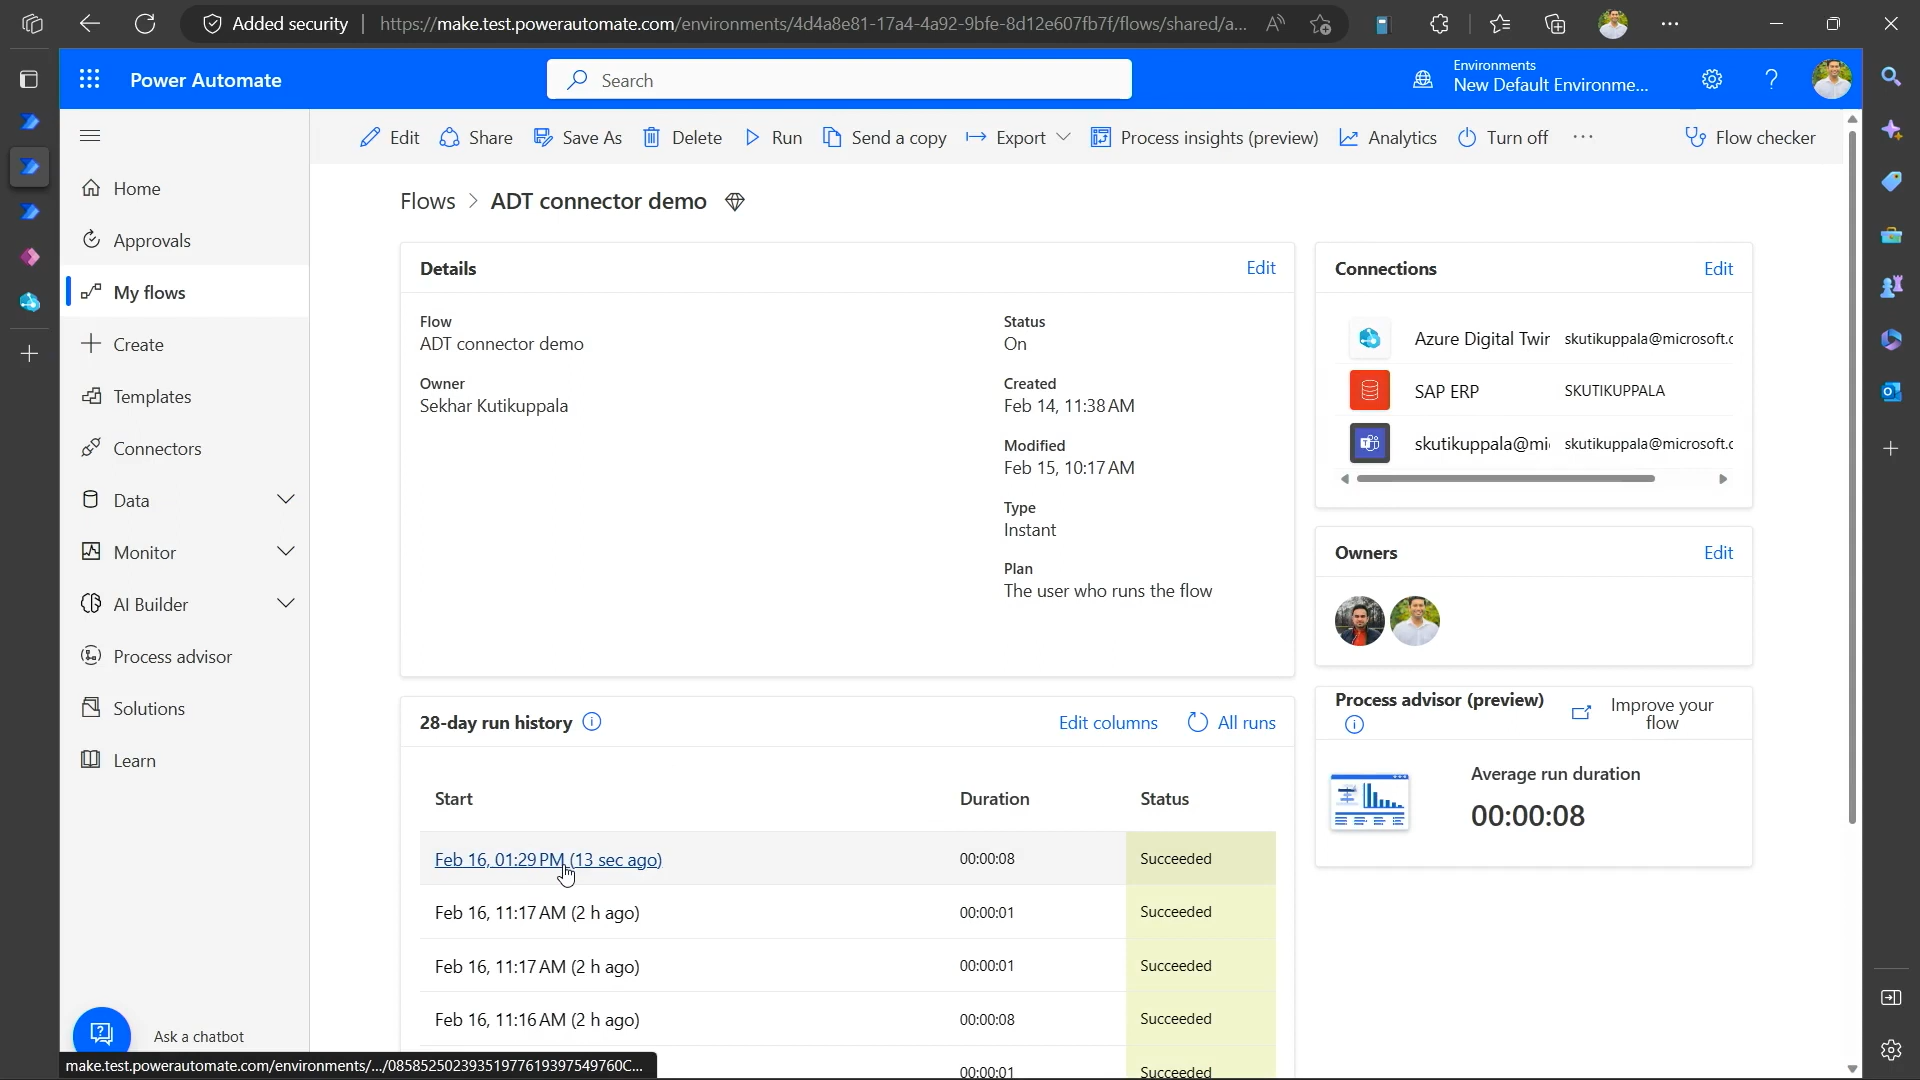 Added security
https://make.test.powerautomate.com/environments/4d4a8e81-17a4-4a92-9bfe-8d12e607fb7f/flows/shared/a...
Power Automate
Search
Environments
New Default Environme...
Edit
Share
Save As
Delete
Run
Send a copy
Export
Process insights (preview)
Analytics
Turn off
Flow checker
Home
Approvals
My flows
Create
Templates
Connectors
Data
Monitor
AI Builder
Process advisor
Solutions
Learn
Ask a chatbot
Flows > ADT connector demo
Details
Edit
Flow
ADT connector demo
Owner
Sekhar Kutikuppala
Status
On
Created
Feb 14, 11:38 AM
Modified
Feb 15, 10:17 AM
Type
Instant
Plan
The user who runs the flow
Connections
Edit
Azure Digital Twir skutikuppala@microsoft.c
SAP ERP SKUTIKUPPALA
skutikuppala@mi skutikuppala@microsoft.c
Owners
Edit
Process advisor (preview)
Improve your
flow
Average run duration
00:00:08
28-day run history
Edit columns
All runs
Start Duration Status
Feb 16, 01:29 PM (13 sec ago) 00:00:08 Succeeded
Feb 16, 11:17 AM (2 h ago) 00:00:01 Succeeded
Feb 16, 11:17 AM (2 h ago) 00:00:01 Succeeded
Feb 16, 11:16 AM (2 h ago) 00:00:08 Succeeded
00:00:01 Succeeded
make.test.powerautomate.com/environments/.../08585250239351977619397549760C...